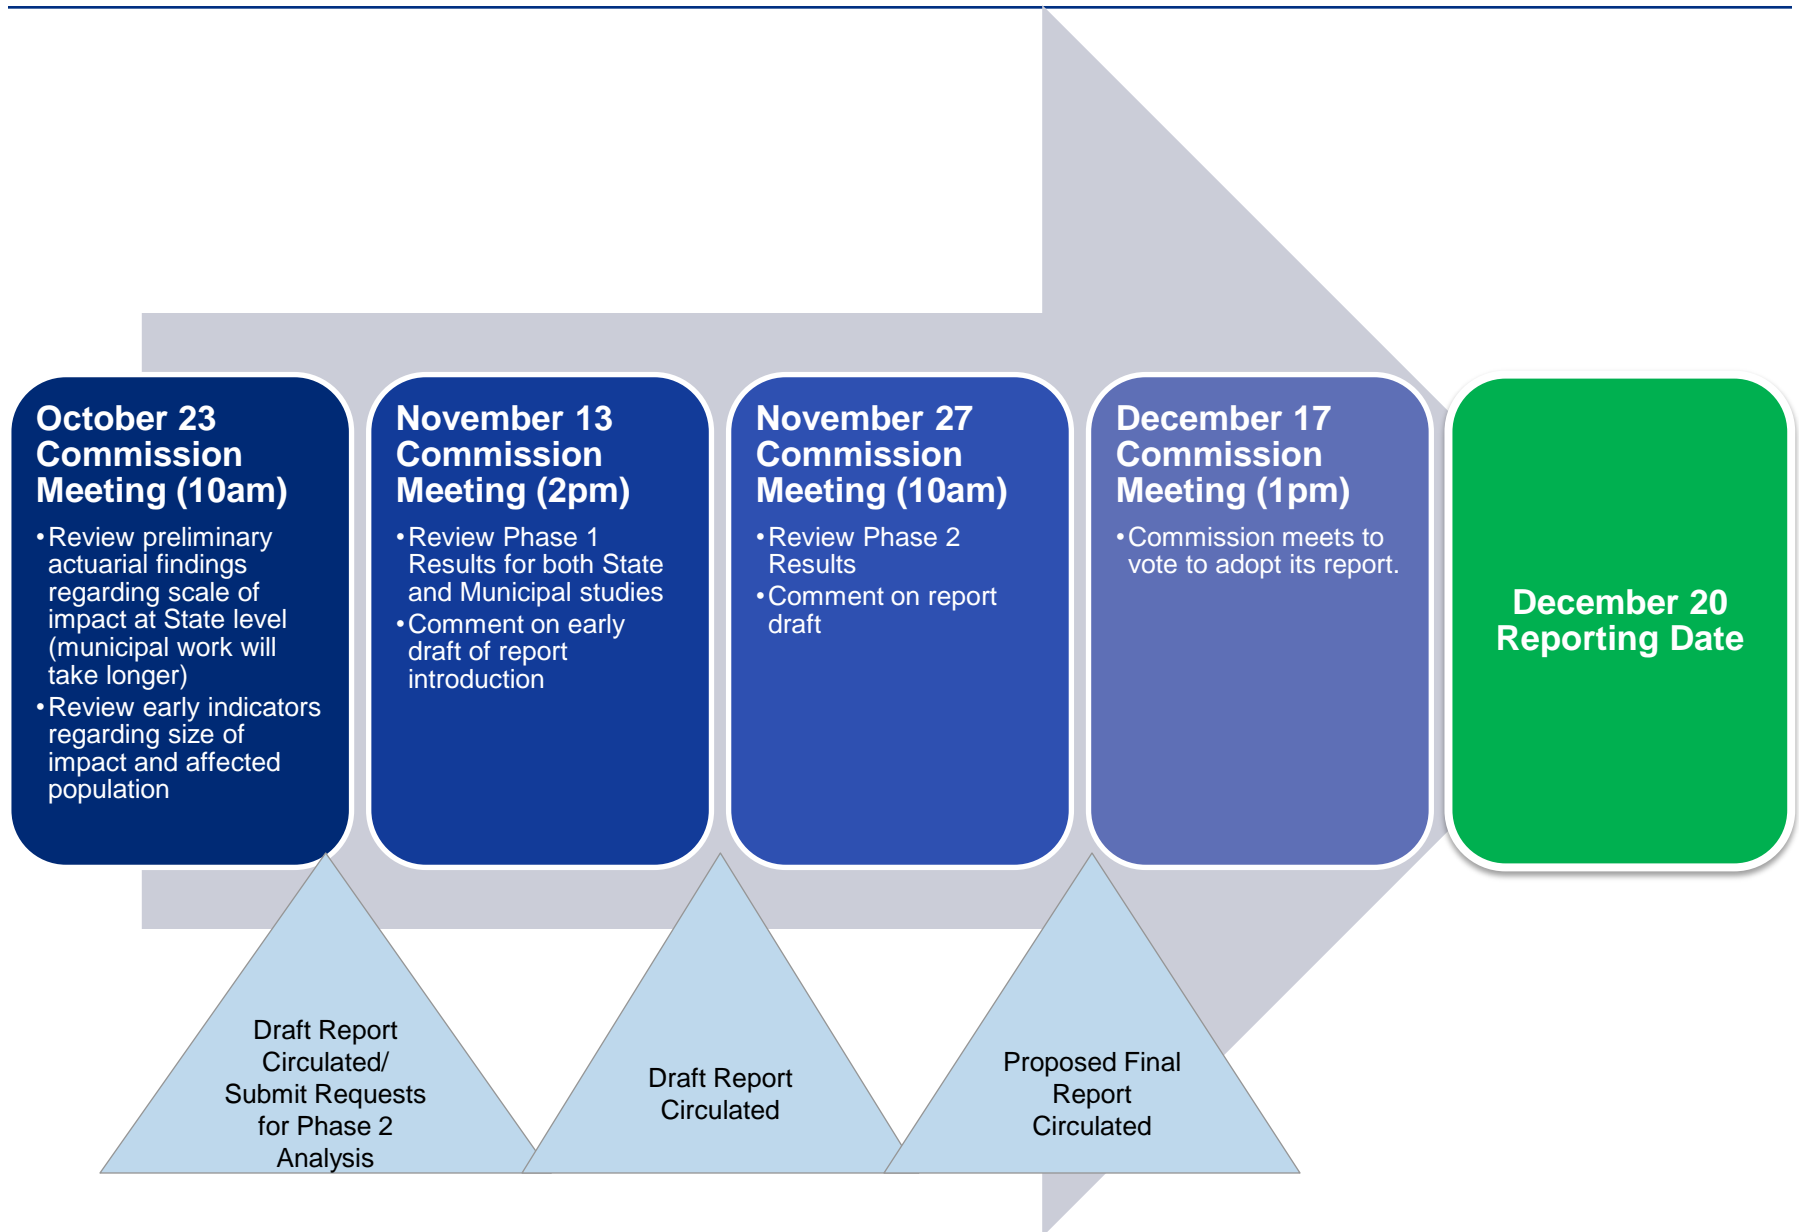 October 23
Commission
Meeting (10am)
•Review preliminary
actuarial findings
regarding scale of
impact at State level
(municipal work will
take longer)
•Review early indicators
regarding size of
impact and affected
population
November 13
Commission
Meeting (2pm)
•Review Phase 1
Results for both State
and Municipal studies
•Comment on early
draft of report
introduction
November 27
Commission
Meeting (10am)
•Review Phase 2
Results
•Comment on report
draft
December 17
Commission
Meeting (1pm)
•Commission meets to
vote to adopt its report.
December 20
Reporting Date
Draft Report
Circulated/
Submit Requests
for Phase 2
Analysis
Draft Report
Circulated
Proposed Final
Report
Circulated